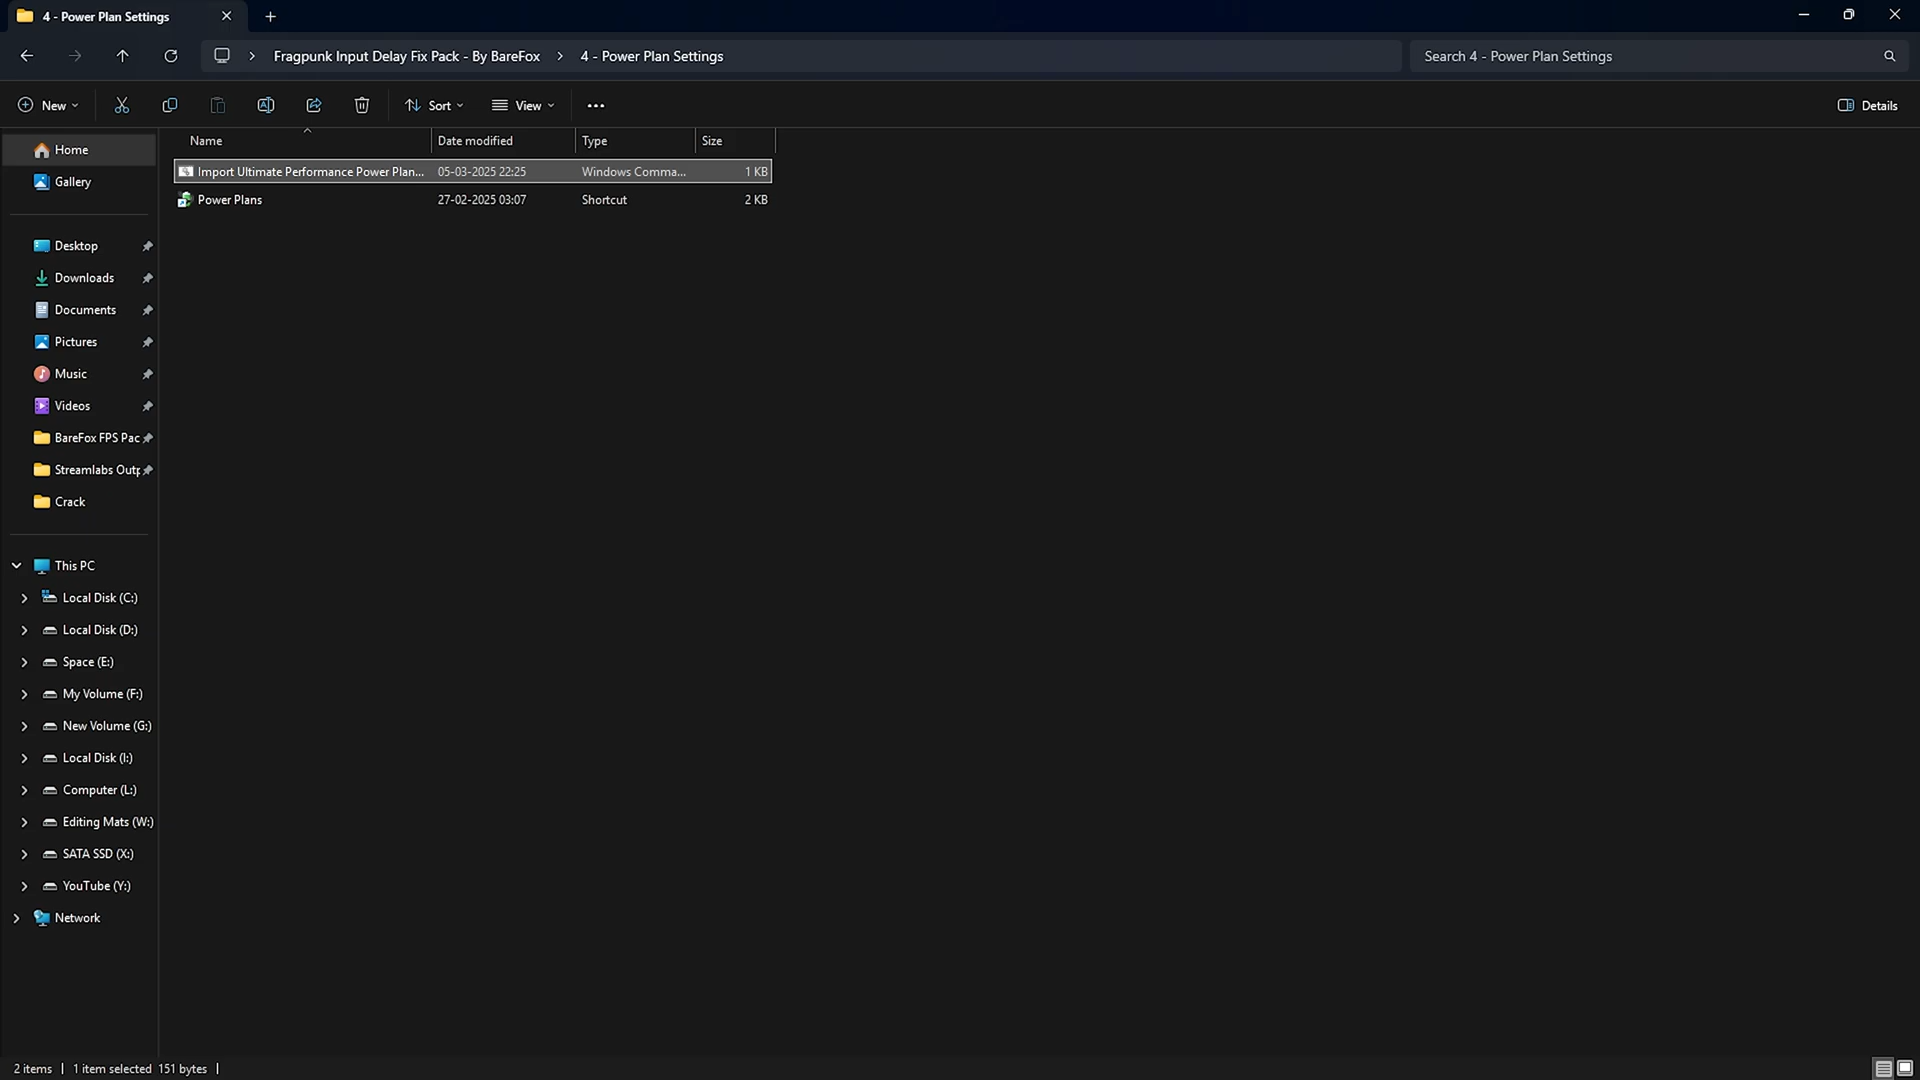 4 - Power Plan Settings
Fragpunk Input Delay Fix Pack - By BareFox > 4 - Power Plan Settings
Search 4 - Power Plan Settings
New
Sort
View
Details
Name Date modified Type Size
Import Ultimate Performance Power Plan... 05-03-2025 22:25 Windows Comma... 1 KB
Power Plans 27-02-2025 03:07 Shortcut 2 KB
Home
Gallery
Desktop
Downloads
Documents
Pictures
Music
Videos
BareFox FPS Pac
Streamlabs Outp
Crack
This PC
Local Disk (C:)
Local Disk (D:)
Space (E:)
My Volume (F:)
New Volume (G:)
Local Disk (I:)
Computer (L:)
Editing Mats (W:)
SATA SSD (X:)
YouTube (Y:)
Network
2 items | 1 item selected 151 bytes |